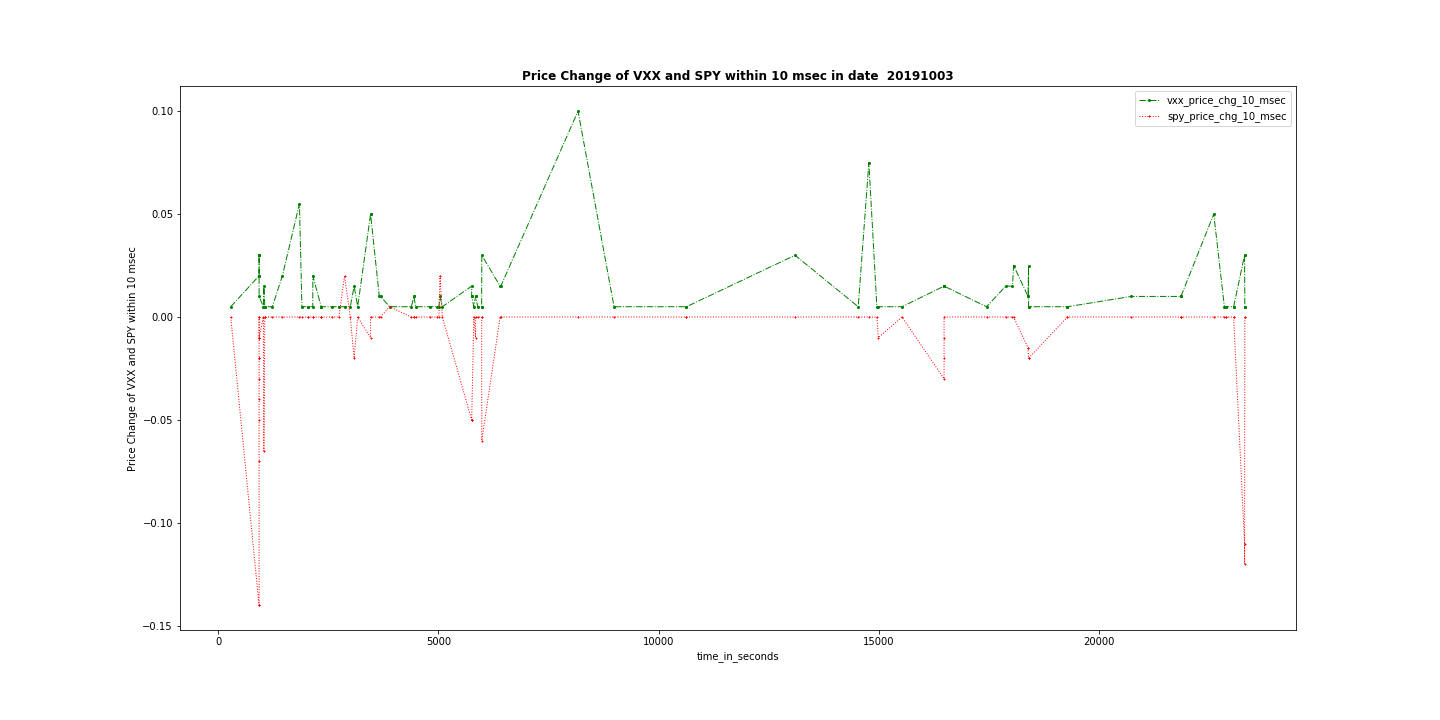 Price Change of VXX and SPY within 10 msec in date  20191003
vxx_price_chg_10_msec
spy_price_chg_10_msec
Price Change of VXX and SPY within 10 msec
0.10
0.05
0.00
−0.05
−0.10
−0.15
0
5000
10000
15000
20000
time_in_seconds